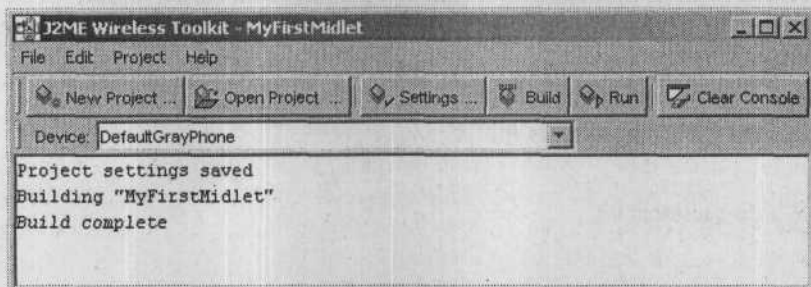 J2ME Wireless Toolkit - MyFirstMidlet
File Edit Project Help
New Project ... Open Project ... Settings ... Build Run Clear Console
Device: DefaultGrayPhone
Project settings saved
Building "MyFirstMidlet"
Build complete